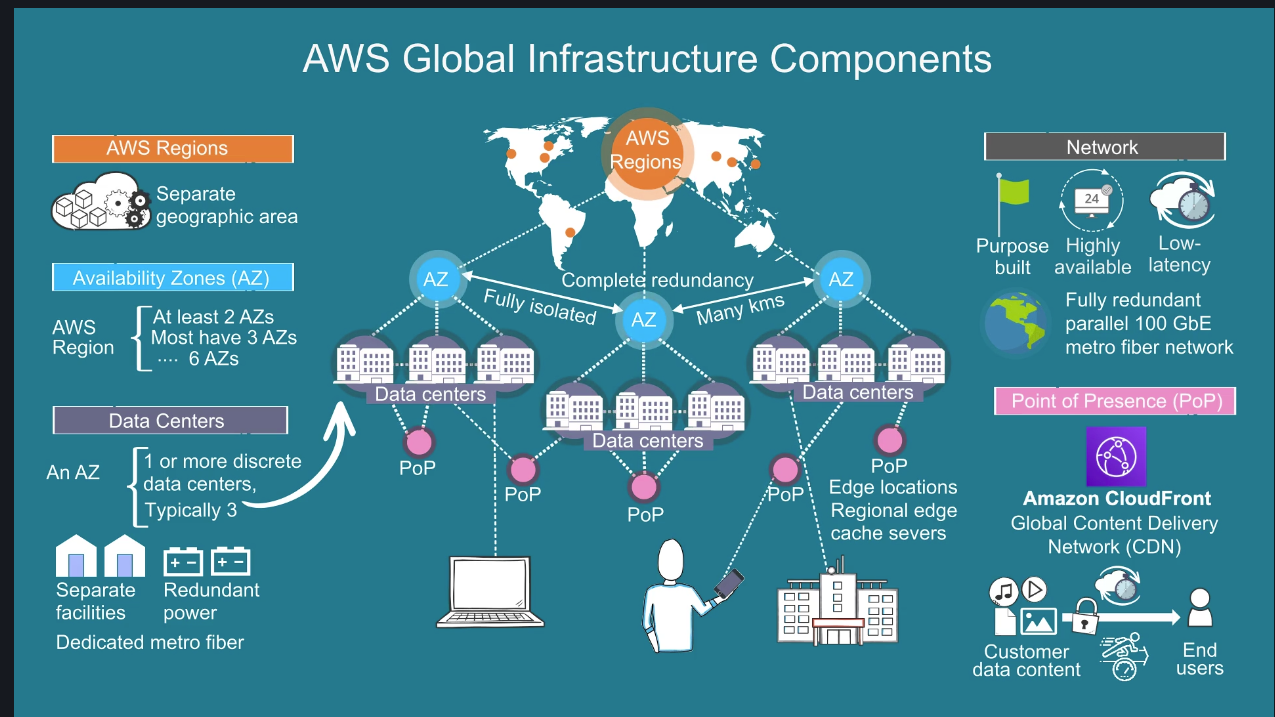 AWS Global Infrastructure Components
AWS Regions
Separate
geographic area
Availability Zones (AZ)
AWS
Region
At least 2 AZs
Most have 3 AZs
.... 6 AZs
Data Centers
An AZ
1 or more discrete
data centers,
Typically 3
Separate
facilities
Redundant
power
Dedicated metro fiber
AWS
Regions
AZ
AZ
AZ
Complete redundancy
Fully isolated
Many kms
Data centers
Data centers
Data centers
PoP
PoP
PoP
PoP
PoP
Edge locations
Regional edge
cache severs
Network
24
Purpose
built
Highly
available
Low-
latency
Fully redundant
parallel 100 GbE
metro fiber network
Point of Presence (PoP)
Amazon CloudFront
Global Content Delivery
Network (CDN)
Customer
data content
End
users